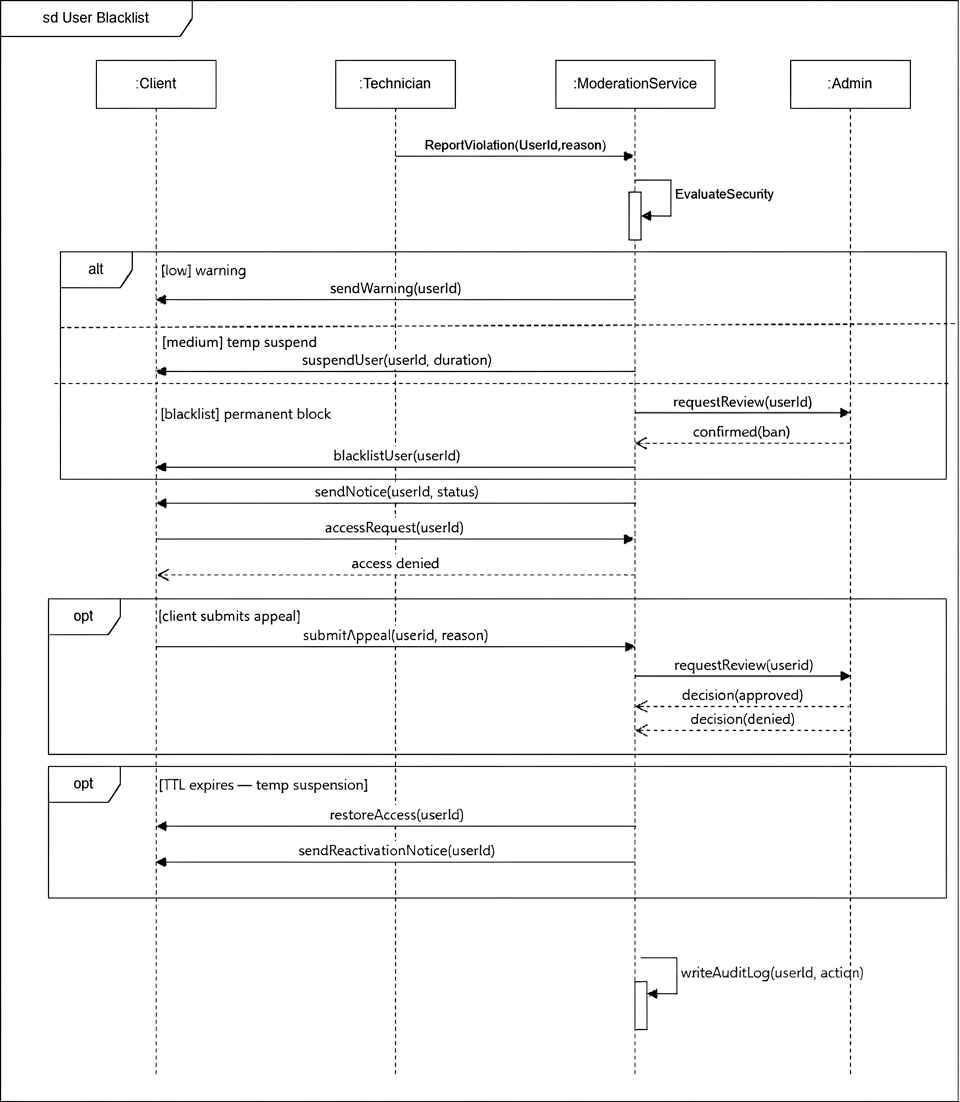 sd User Blacklist
:Client
:Technician
:ModerationService
:Admin
ReportViolation(UserId,reason)
EvaluateSecurity
alt
[low] warning
sendWarning(userId)
[medium] temp suspend
suspendUser(userId, duration)
requestReview(userId)
[blacklist] permanent block
confirmed(ban)
blacklistUser(userId)
sendNotice(userId, status)
accessRequest(userId)
access denied
opt
[client submits appeal]
submitAppeal(userid, reason)
requestReview(userid)
decision(approved)
decision(denied)
opt
[TTL expires — temp suspension]
restoreAccess(userId)
sendReactivationNotice(userId)
writeAuditLog(userId, action)